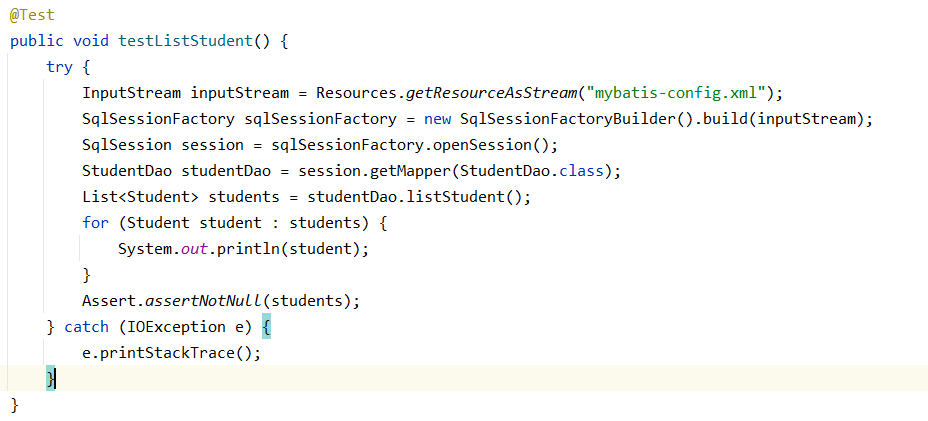 @Test
public void testListStudent() {
try {
InputStream inputStream = Resources.getResourceAsStream("mybatis-config.xml");
SqlSessionFactory sqlSessionFactory = new SqlSessionFactoryBuilder().build(inputStream);
SqlSession session = sqlSessionFactory.openSession();
StudentDao studentDao = session.getMapper(StudentDao.class);
List<Student> students = studentDao.listStudent();
for (Student student : students) {
System.out.println(student);
}
Assert.assertNotNull(students);
} catch (IOException e) {
e.printStackTrace();
}
}